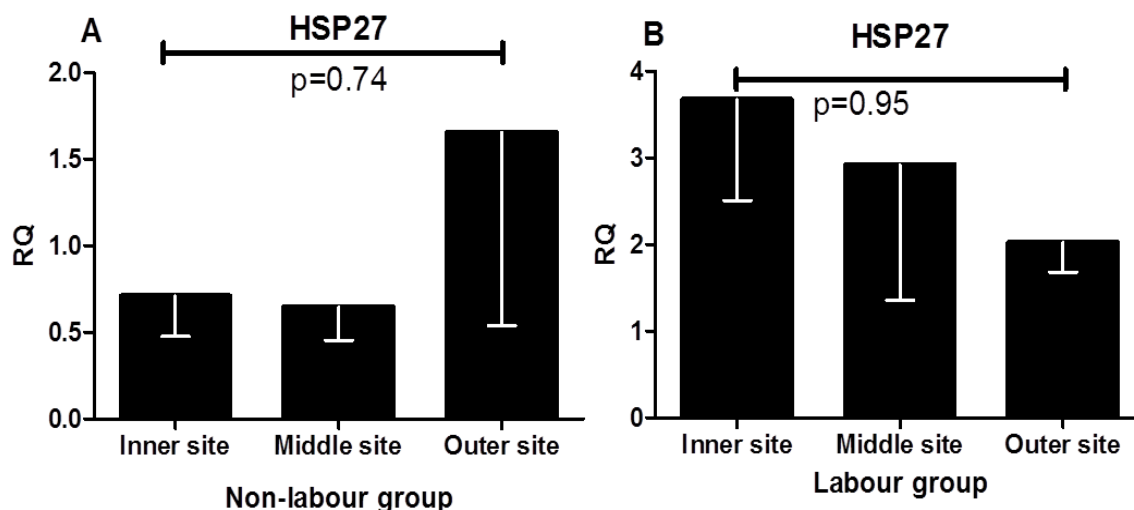 A
HSP27
p=0.74
2.0
1.5
1.0
0.5
0.0
RQ
Inner site Middle site Outer site
Non-labour group
B
HSP27
p=0.95
4
3
2
1
0
RQ
Inner site Middle site Outer site
Labour group